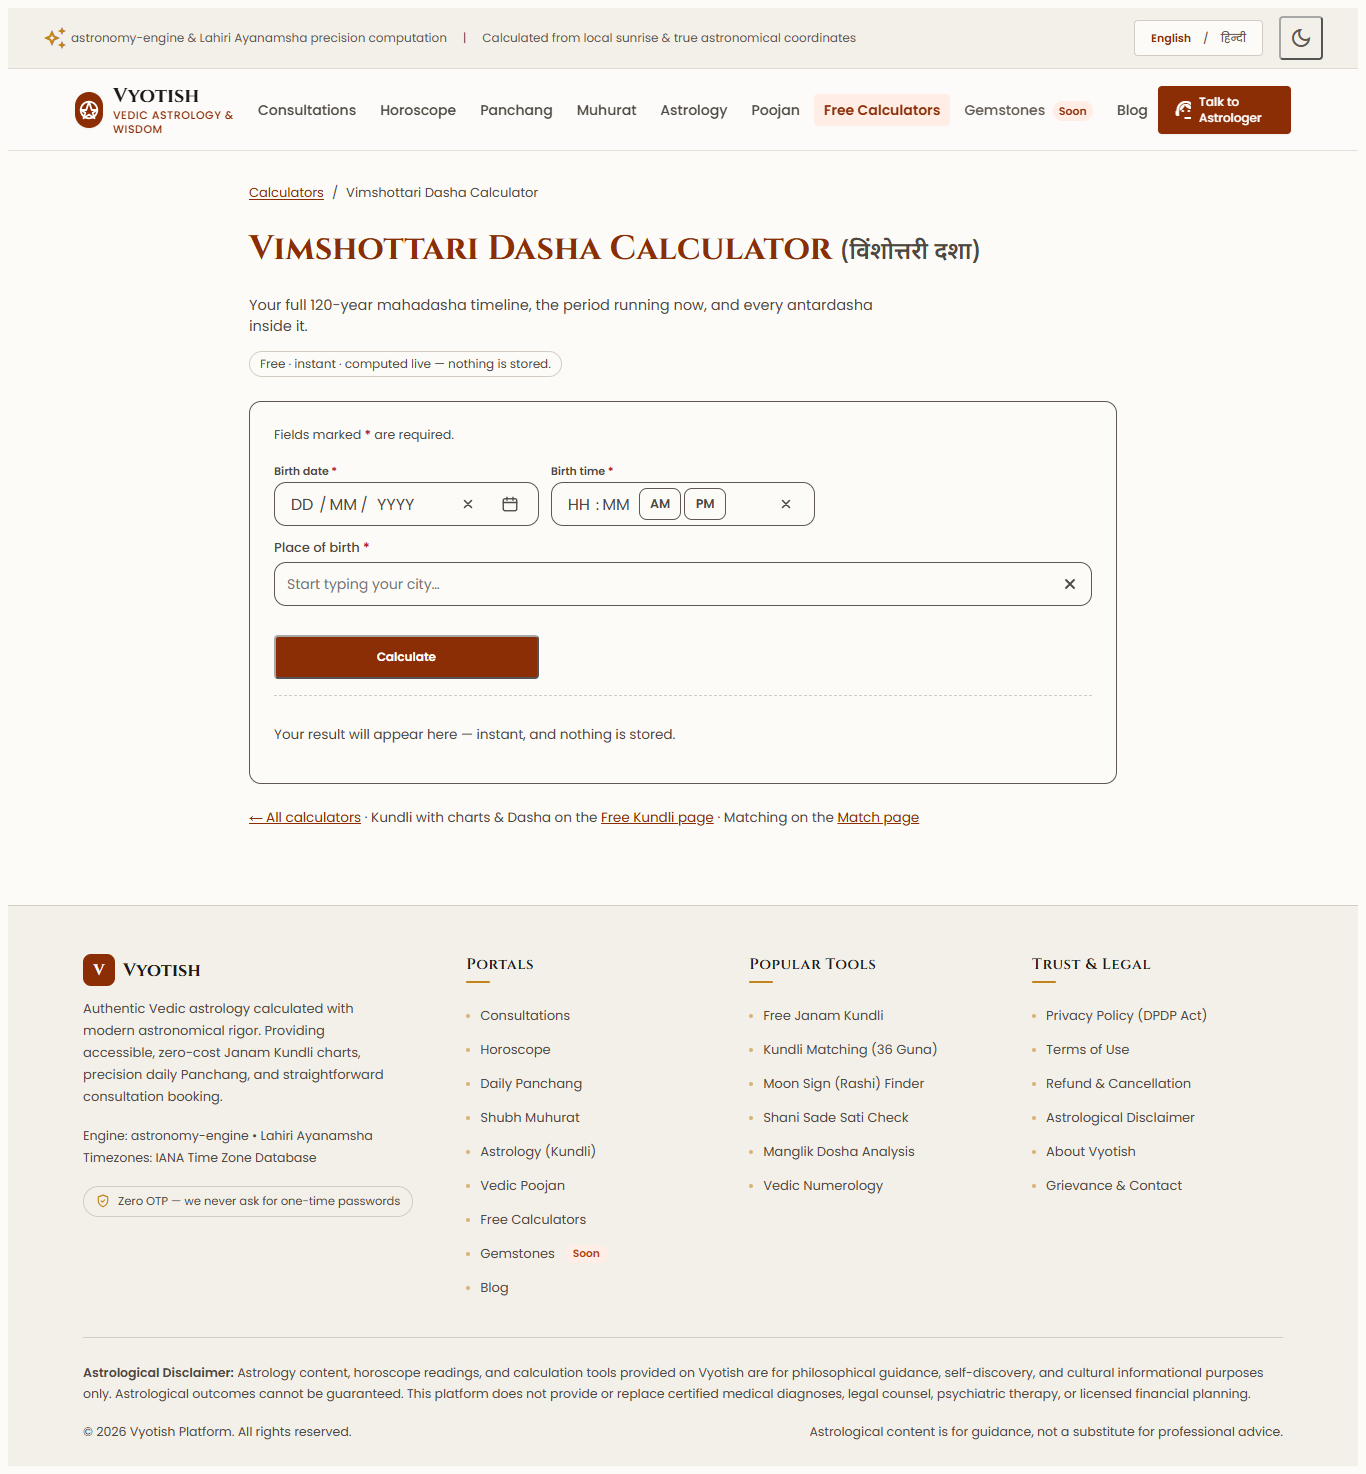 astronomy-engine & Lahiri Ayanamsha precision computation | Calculated from local sunrise & true astronomical coordinates
English / हिन्दी
VYOTISH
VEDIC ASTROLOGY & WISDOM
Consultations Horoscope Panchang Muhurat Astrology Poojan Free Calculators Gemstones Soon Blog
Talk to Astrologer
Calculators / Vimshottari Dasha Calculator
VIMSHOTTARI DASHA CALCULATOR (विंशोत्तरी दशा)
Your full 120-year mahadasha timeline, the period running now, and every antardasha
inside it.
Free · instant · computed live — nothing is stored.
Fields marked * are required.
Birth date * Birth time *
DD / MM / YYYY × HH : MM AM PM ×
Place of birth *
Start typing your city… ×
Calculate
Your result will appear here — instant, and nothing is stored.
← All calculators · Kundli with charts & Dasha on the Free Kundli page · Matching on the Match page
V VYOTISH
Authentic Vedic astrology calculated with
modern astronomical rigor. Providing
accessible, zero-cost Janam Kundli charts,
precision daily Panchang, and straightforward
consultation booking.
Engine: astronomy-engine • Lahiri Ayanamsha
Timezones: IANA Time Zone Database
Zero OTP — we never ask for one-time passwords
PORTALS
• Consultations
• Horoscope
• Daily Panchang
• Shubh Muhurat
• Astrology (Kundli)
• Vedic Poojan
• Free Calculators
• Gemstones Soon
• Blog
POPULAR TOOLS
• Free Janam Kundli
• Kundli Matching (36 Guna)
• Moon Sign (Rashi) Finder
• Shani Sade Sati Check
• Manglik Dosha Analysis
• Vedic Numerology
TRUST & LEGAL
• Privacy Policy (DPDP Act)
• Terms of Use
• Refund & Cancellation
• Astrological Disclaimer
• About Vyotish
• Grievance & Contact
Astrological Disclaimer: Astrology content, horoscope readings, and calculation tools provided on Vyotish are for philosophical guidance, self-discovery, and cultural informational purposes
only. Astrological outcomes cannot be guaranteed. This platform does not provide or replace certified medical diagnoses, legal counsel, psychiatric therapy, or licensed financial planning.
© 2026 Vyotish Platform. All rights reserved.
Astrological content is for guidance, not a substitute for professional advice.